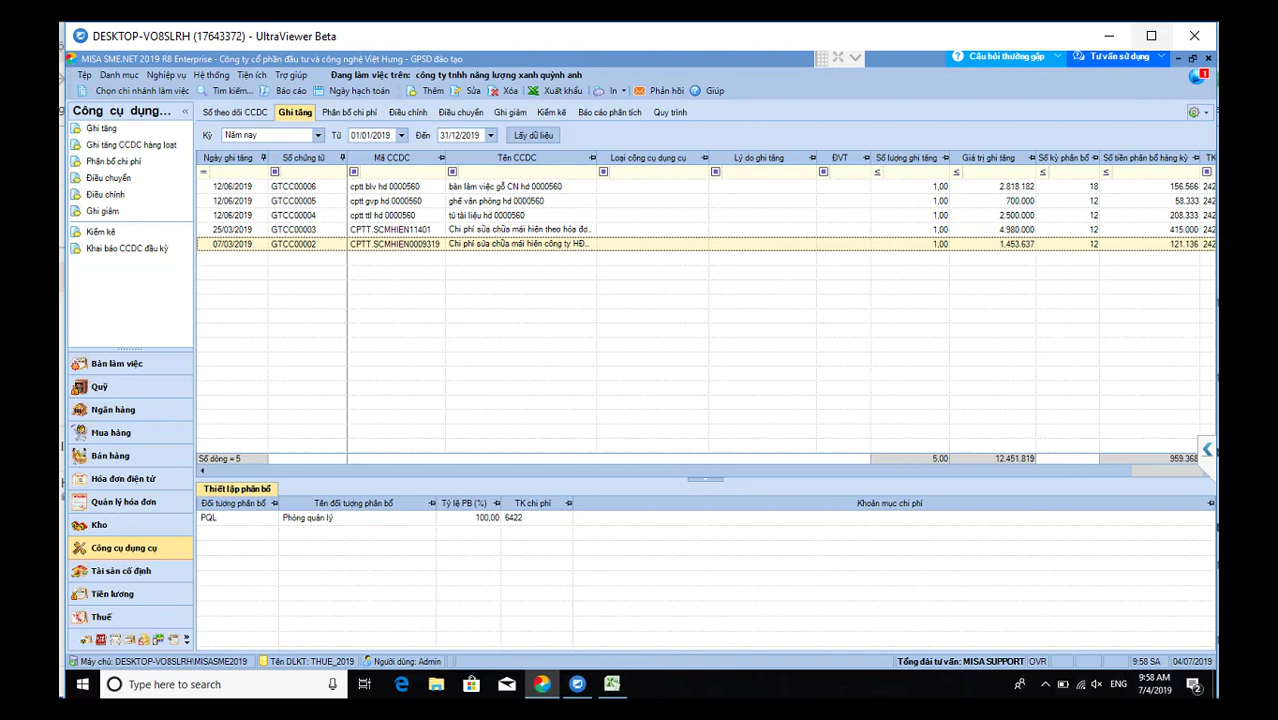 DESKTOP-VO8SLRH (17643372) - UltraViewer Beta
MISA SME.NET 2019 R8 Enterprise - Công ty cổ phần đầu tư và công nghệ Việt Hưng - GPSD đào tạo
Câu hỏi thường gặp
Tư vấn sử dụng
Tệp Danh mục Nghiệp vụ Hệ thống Tiện ích Trợ giúp Đang làm việc trên: công ty tnhh năng lượng xanh quỳnh anh
1
Chọn chi nhánh làm việc Tìm kiếm... Báo cáo Ngày hạch toán Thêm Sửa Xóa Xuất khẩu In Phản hồi Giúp
Công cụ dụng...
Sổ theo dõi CCDC Ghi tăng Phân bổ chi phí Điều chỉnh Điều chuyển Ghi giảm Kiểm kê Báo cáo phân tích Quy trình
Ghi tăng
Ghi tăng CCDC hàng loạt
Phân bổ chi phí
Điều chuyển
Điều chỉnh
Ghi giảm
Kiểm kê
Khai báo CCDC đầu kỳ
Kỳ Năm nay Từ 01/01/2019 Đến 31/12/2019 Lấy dữ liệu
Ngày ghi tăng Số chứng từ Mã CCDC Tên CCDC Loại công cụ dụng cụ Lý do ghi tăng ĐVT Số lượng ghi tăng Giá trị ghi tăng Số kỳ phân bổ Số tiền phân bổ hàng kỳ TK
= ≤ ≤ ≤ ≤
12/06/2019 GTCC00006 cptt blv hd 0000560 bàn làm việc gỗ CN hd 0000560 1,00 2.818.182 18 156.566 242
12/06/2019 GTCC00005 cptt gvp hd 0000560 ghế văn phòng hd 0000560 1,00 700.000 12 58.333 242
12/06/2019 GTCC00004 cptt ttl hd 0000560 tủ tài liệu hd 0000560 1,00 2.500.000 12 208.333 242
25/03/2019 GTCC00003 CPTT.SCMHIEN11401 Chi phí sửa chữa mái hiên theo hóa đơ... 1,00 4.980.000 12 415.000 242
07/03/2019 GTCC00002 CPTT.SCMHIEN0009319 Chi phí sửa chữa mái hiên công ty HĐ... 1,00 1.453.637 12 121.136 242
Số dòng = 5 5,00 12.451.819 959.368
Bàn làm việc
Quỹ
Ngân hàng
Mua hàng
Bán hàng
Hóa đơn điện tử
Quản lý hóa đơn
Kho
Công cụ dụng cụ
Tài sản cố định
Tiền lương
Thuế
Thiết lập phân bổ
Đối tượng phân bổ Tên đối tượng phân bổ Tỷ lệ PB (%) TK chi phí Khoản mục chi phí
PQL Phòng quản lý 100,00 6422
Máy chủ: DESKTOP-VO8SLRH\MISASME2019 Tên DLKT: THUE_2019 Người dùng: Admin Tổng đài tư vấn: MISA SUPPORT OVR 9:58 SA 04/07/2019
Type here to search
ENG
9:58 AM
7/4/2019
2